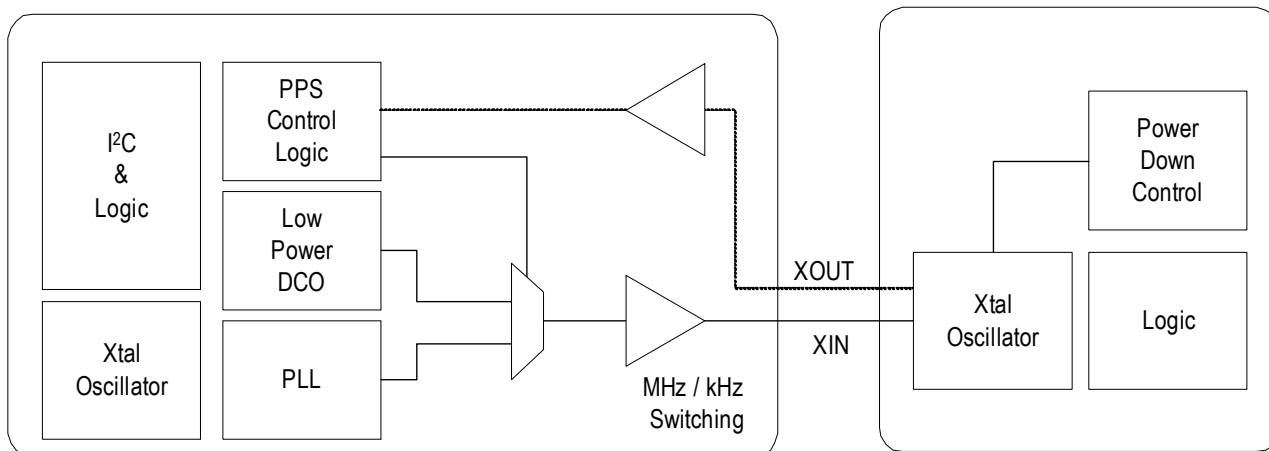 I²C
&
Logic
PPS
Control
Logic
Low
Power
DCO
Xtal
Oscillator
PLL
MHz / kHz
Switching
XOUT
XIN
Power
Down
Control
Xtal
Oscillator
Logic